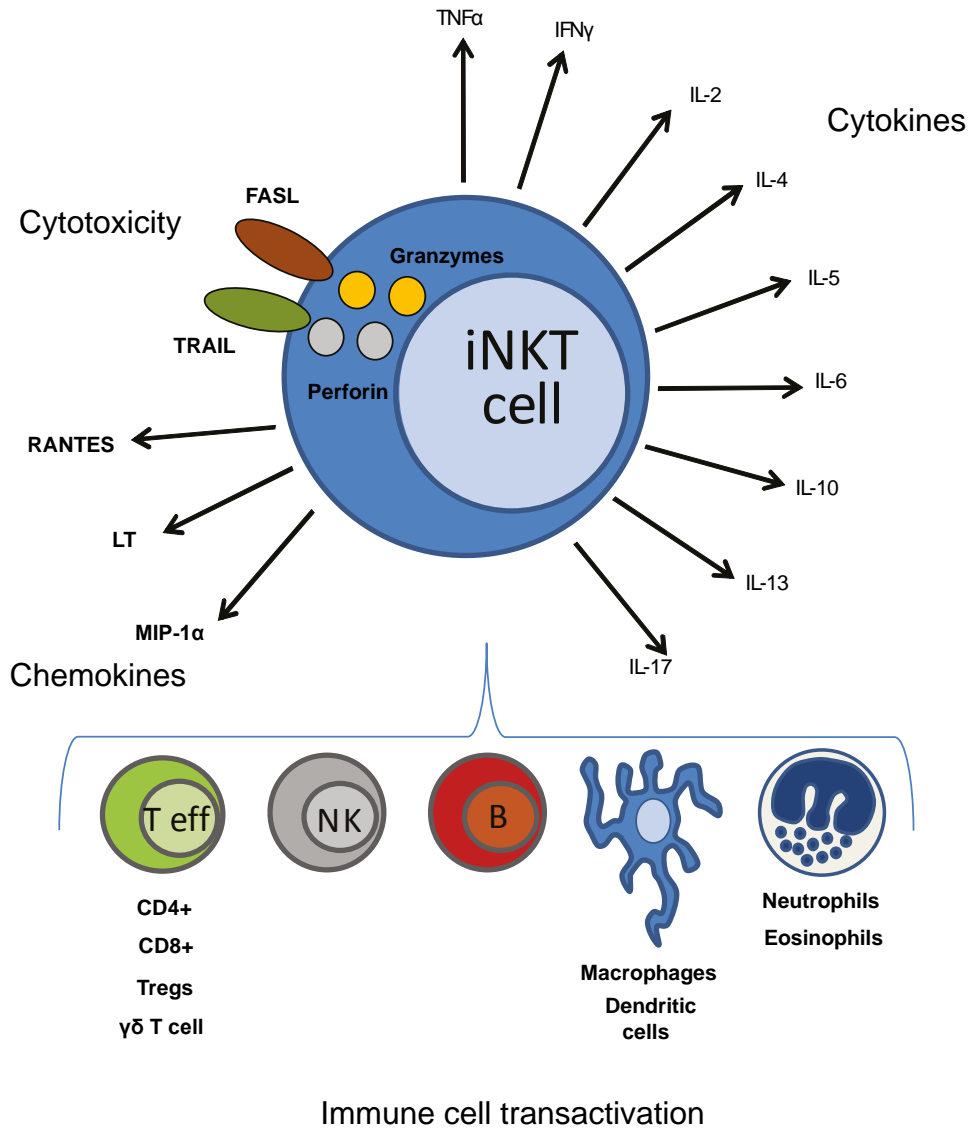 TNFα
IFNγ
IL-2
Cytokines
IL-4
FASL
Cytotoxicity
Granzymes
IL-5
TRAIL
iNKT
cell
IL-6
Perforin
RANTES
IL-10
LT
IL-13
MIP-1α
IL-17
Chemokines
T eff
NK
B
CD4+
CD8+
Tregs
γδ T cell
Macrophages
Dendritic
cells
Neutrophils
Eosinophils
Immune cell transactivation